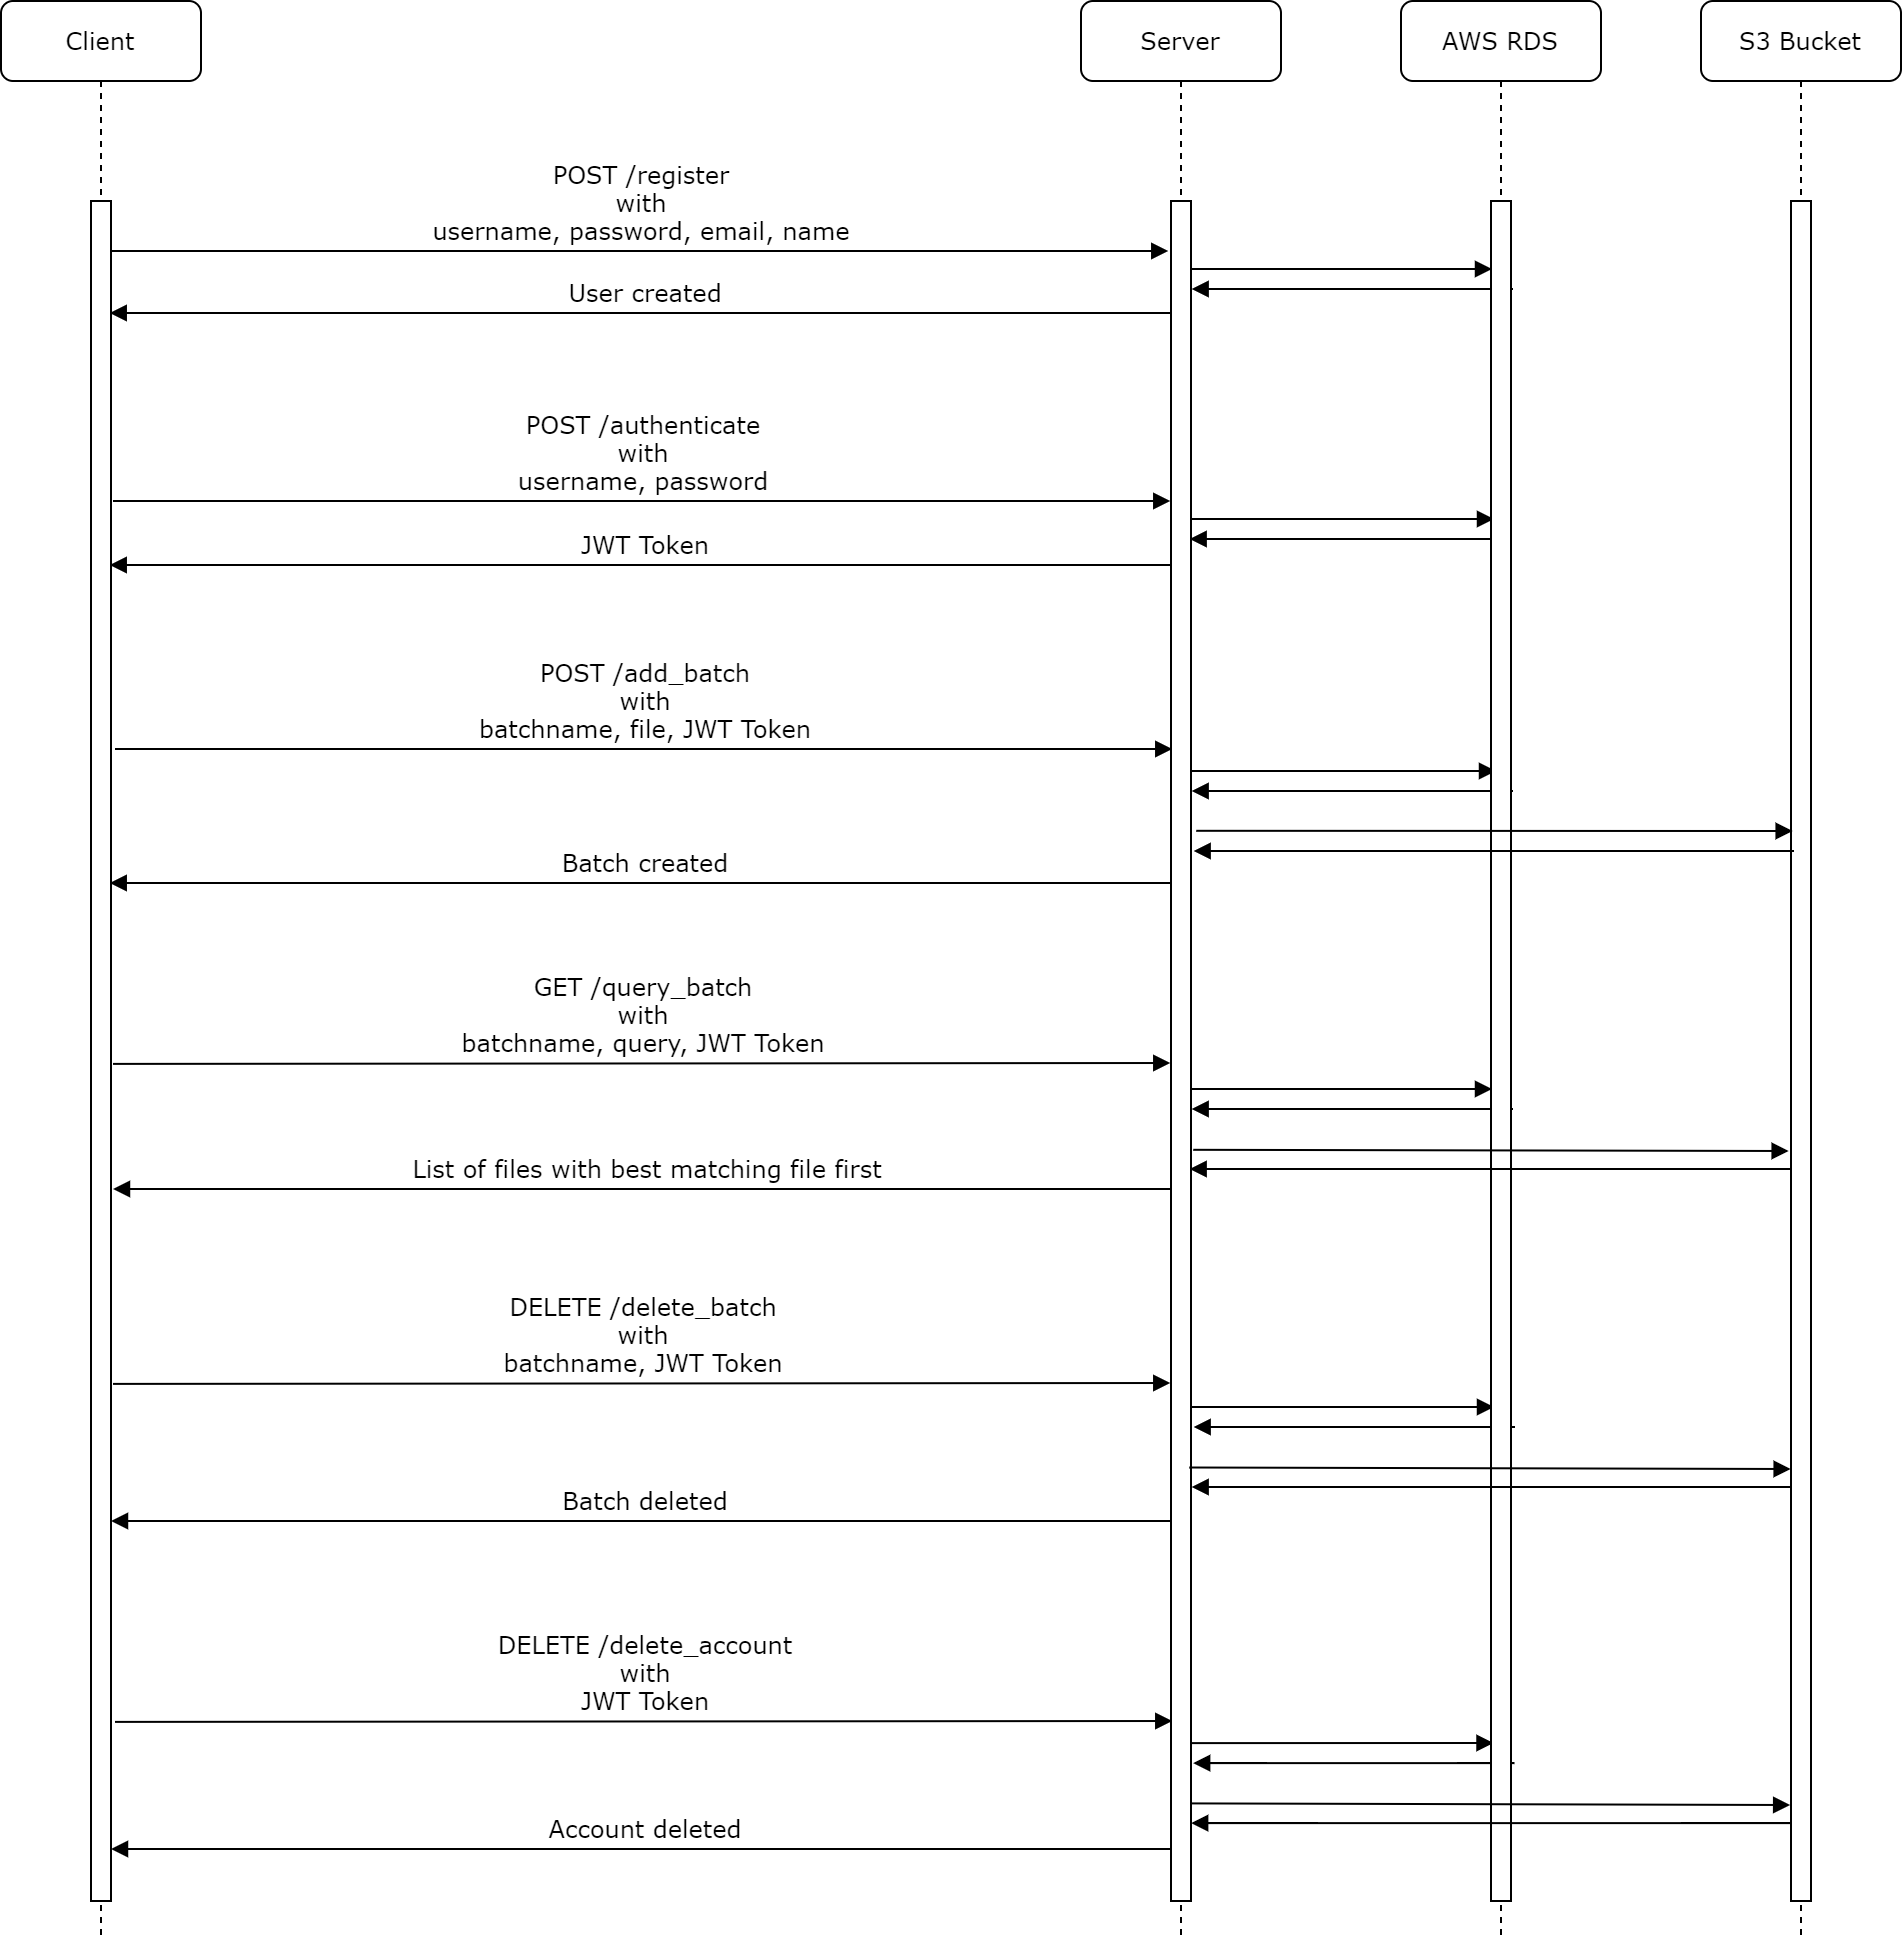 Client
Server
AWS RDS
S3 Bucket
POST /register
with
username, password, email, name
User created
POST /authenticate
with
username, password
JWT Token
POST /add_batch
with
batchname, file, JWT Token
Batch created
GET /query_batch
with
batchname, query, JWT Token
List of files with best matching file first
DELETE /delete_batch
with
batchname, JWT Token
Batch deleted
DELETE /delete_account
with
JWT Token
Account deleted